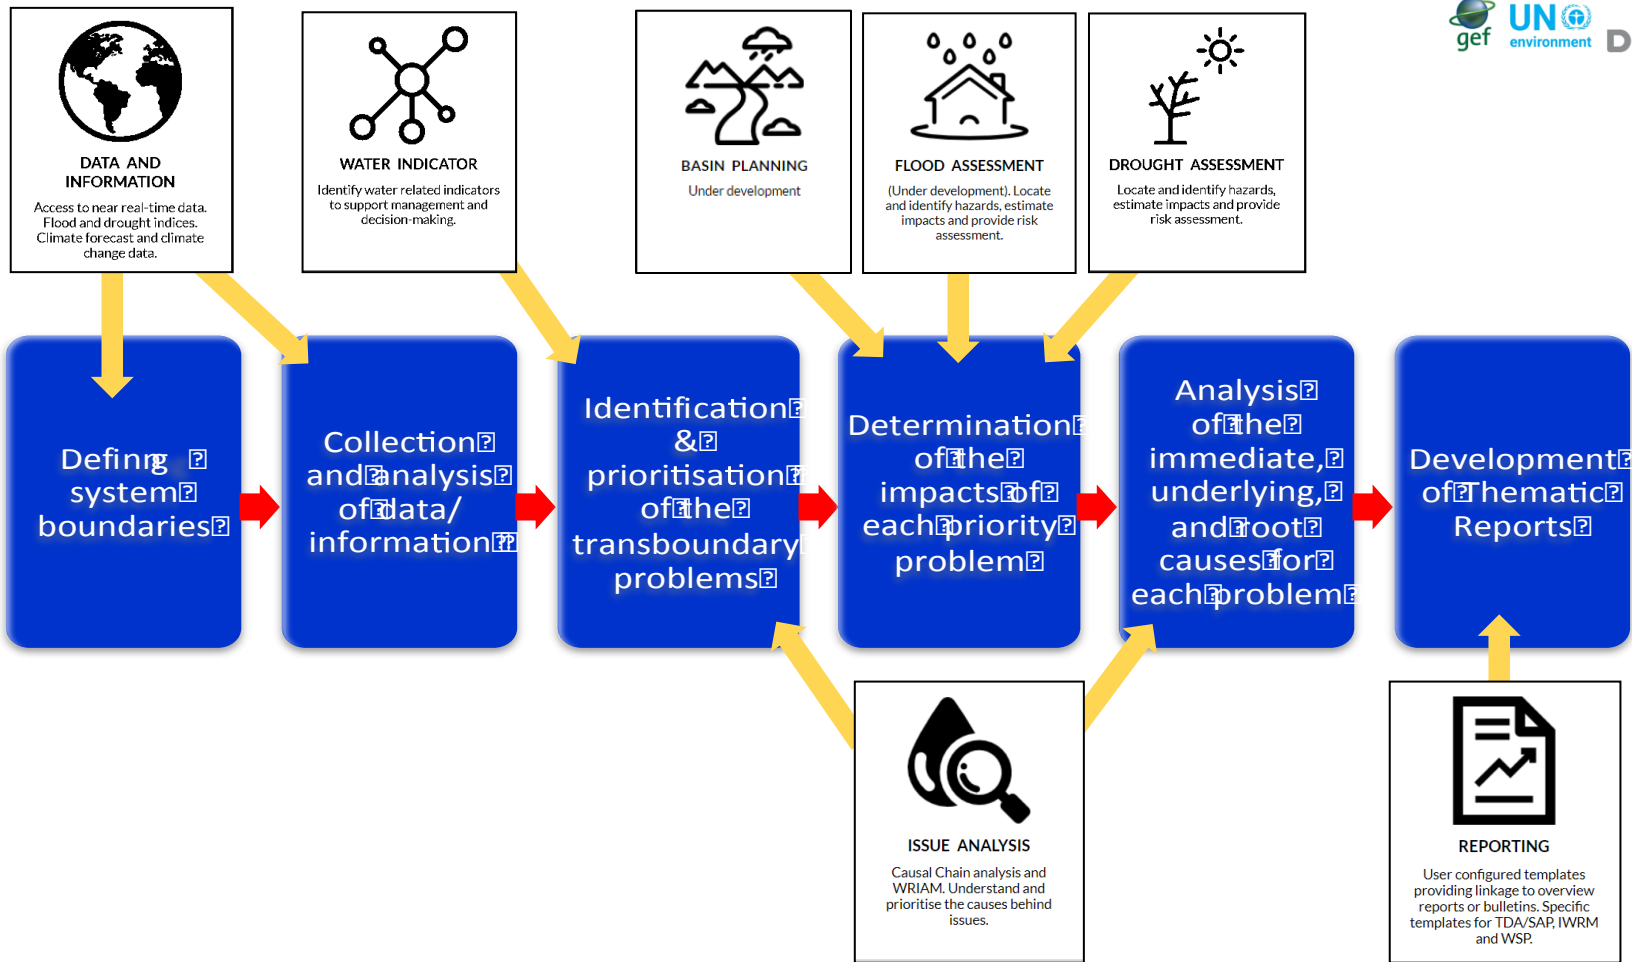 gef
UN
environment
D
DATA AND
INFORMATION
Access to near real-time data.
Flood and drought indices.
Climate forecast and climate
change data.
WATER INDICATOR
Identify water related indicators
to support management and
decision-making.
BASIN PLANNING
Under development
FLOOD ASSESSMENT
(Under development). Locate
and identify hazards, estimate
impacts and provide risk
assessment.
DROUGHT ASSESSMENT
Locate and identify hazards,
estimate impacts and provide
risk assessment.
system
boundaries
Collection
and analysis
of data/
information
Identification
&
prioritisation
of the
transboundary
problems
Determination
of the
impacts of
each priority
problem
Analysis
of the
immediate,
underlying,
and root
causes for
each problem
Development
of Thematic
Reports
ISSUE ANALYSIS
Causal Chain analysis and
WRIAM. Understand and
prioritise the causes behind
issues.
REPORTING
User configured templates
providing linkage to overview
reports or bulletins. Specific
templates for TDA/SAP, IWRM
and WSP.